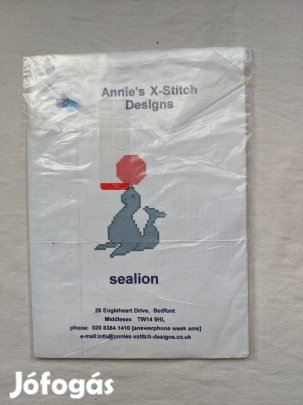 Annie's X-Stitch
Designs
sealion
26 Engleheart Drive, Bedfont
Middlesex TW14 9HL
phone: 020 8384 1410 [answerphone week ams]
e-mail:info@annies-xstitch-designs.co.uk
Jófogás